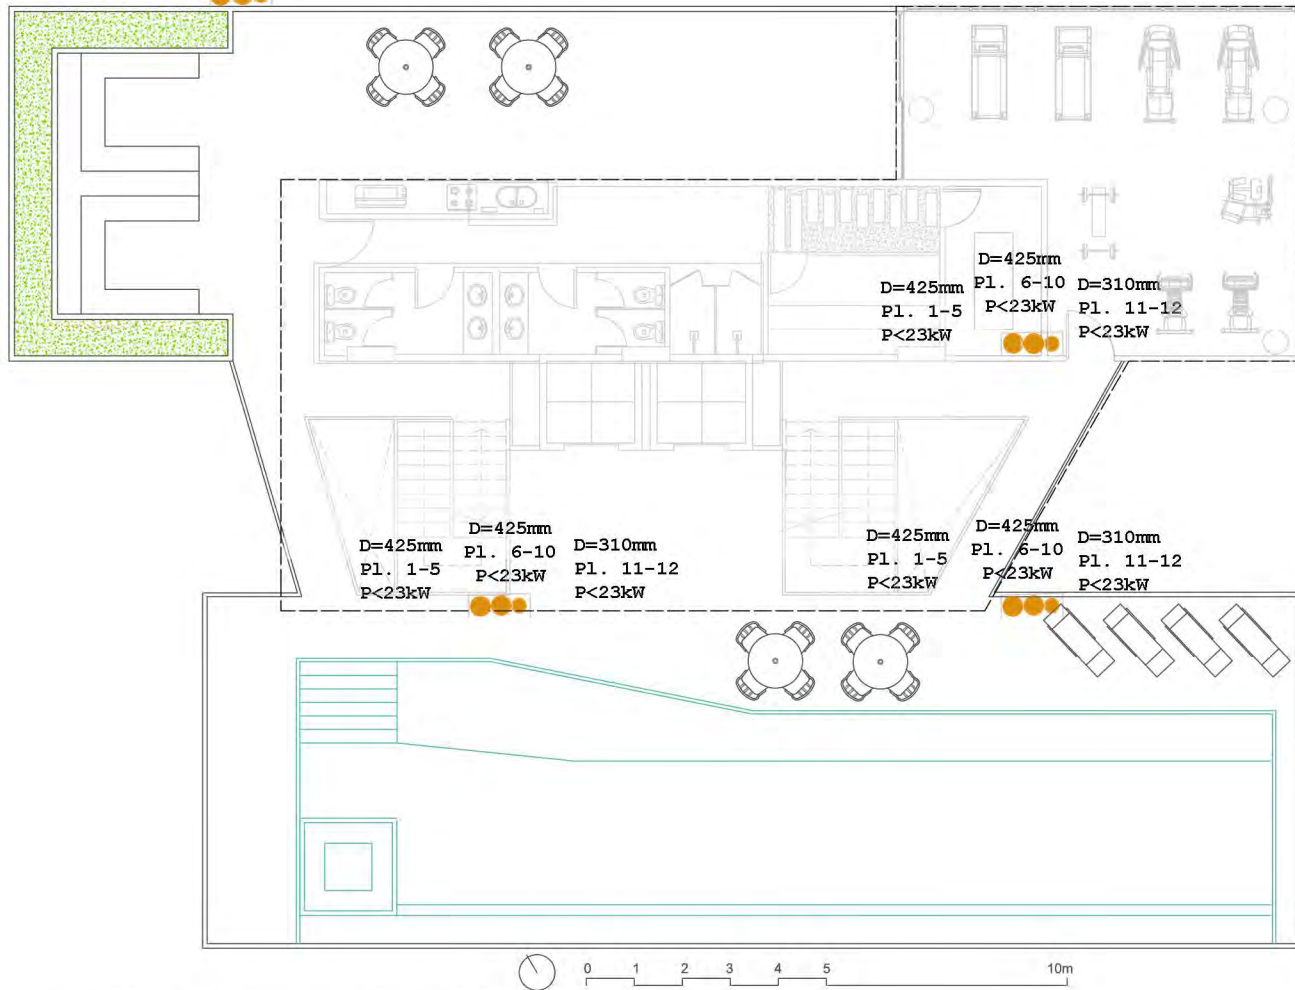 D=425mm
Pl. 6-10
P<23kW
D=425mm
Pl. 1-5
P<23kW
D=310mm
Pl. 11-12
P<23kW
D=425mm
Pl. 1-5
P<23kW
D=425mm
Pl. 6-10
P<23kW
D=310mm
Pl. 11-12
P<23kW
D=425mm
Pl. 1-5
P<23kW
D=425mm
Pl. 6-10
P<23kW
D=310mm
Pl. 11-12
P<23kW
0 1 2 3 4 5 10m